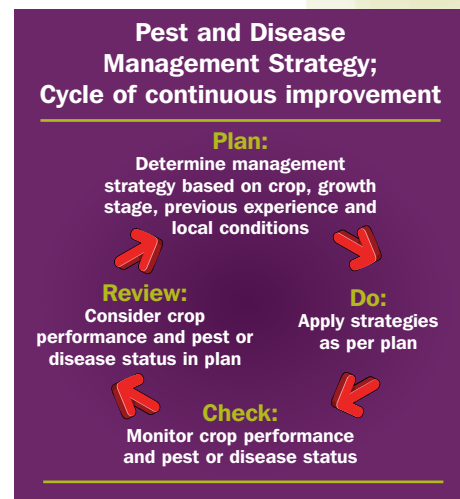 Pest and Disease
Management Strategy;
Cycle of continuous improvement
Plan:
Determine management
strategy based on crop, growth
stage, previous experience and
local conditions
Do:
Apply strategies
as per plan
Check:
Monitor crop performance
and pest or disease status
Review:
Consider crop
performance and pest or
disease status in plan